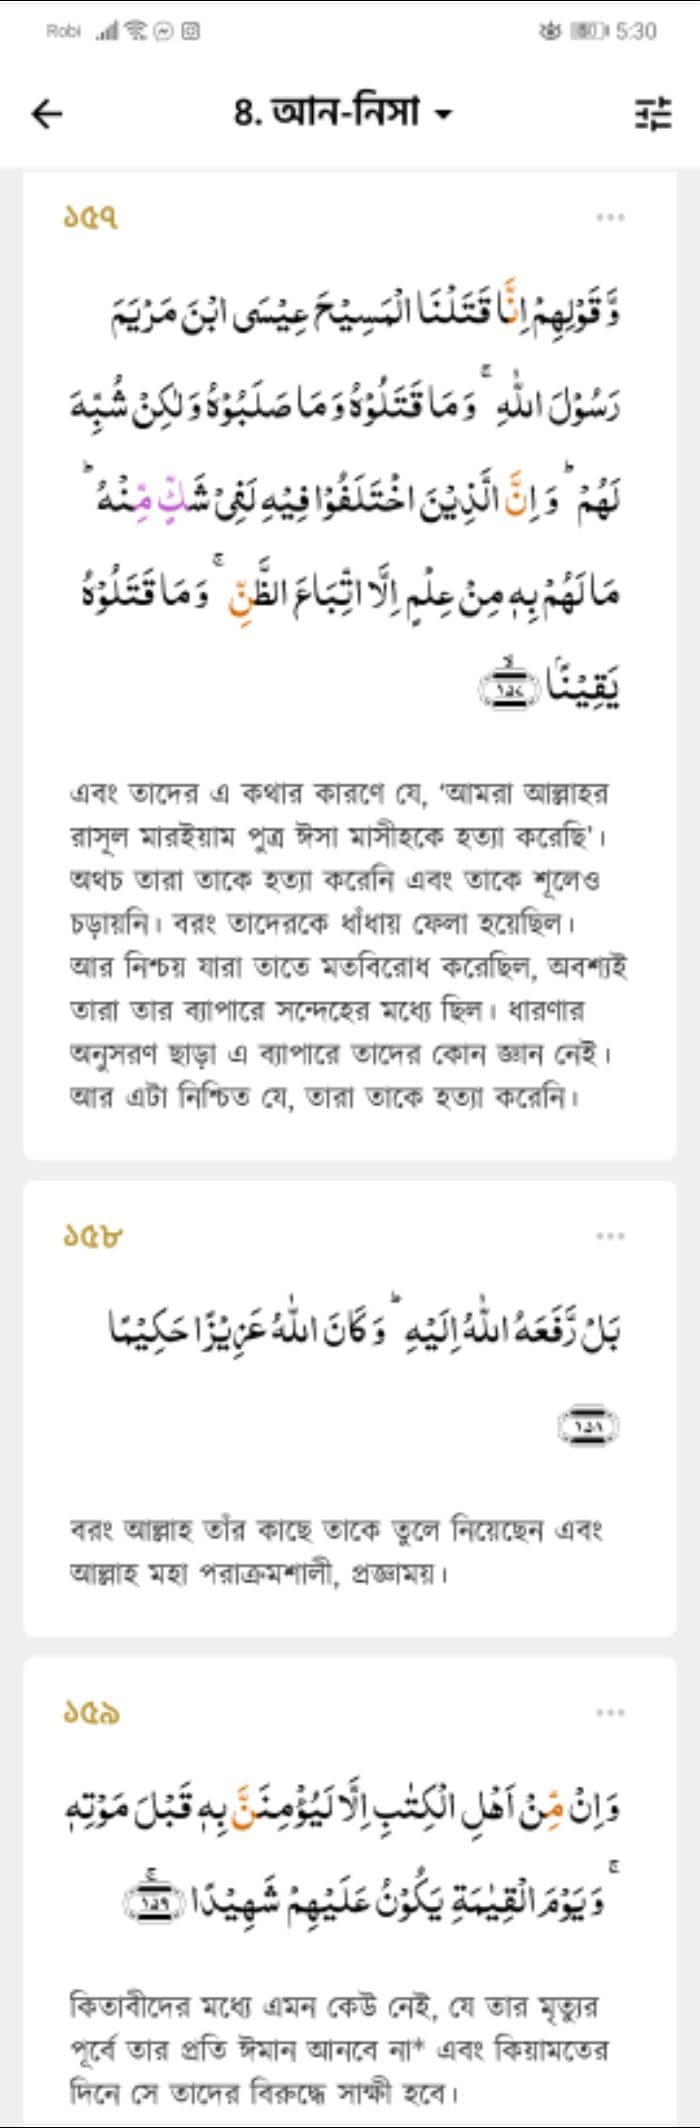 Robi 5:30
৪. আন-নিসা
১৫৭
وَّقَوْلِهِمْ اِنَّا قَتَلْنَا الْمَسِيْحَ عِيْسَى ابْنَ مَرْيَمَ
رَسُوْلَ اللّٰهِ ۚ وَمَا قَتَلُوْهُ وَمَا صَلَبُوْهُ وَلٰكِنْ شُبِّهَ
لَهُمْ ؕ وَاِنَّ الَّذِيْنَ اخْتَلَفُوْا فِيْهِ لَفِىْ شَكٍّ مِّنْهُ ؕ
مَا لَهُمْ بِهٖ مِنْ عِلْمٍ اِلَّا اتِّبَاعَ الظَّنِّ ۚ وَمَا قَتَلُوْهُ
يَقِيْنًۢا ۙ
এবং তাদের এ কথার কারণে যে, ‘আমরা আল্লাহর
রাসূল মারইয়াম পুত্র ঈসা মাসীহকে হত্যা করেছি’।
অথচ তারা তাকে হত্যা করেনি এবং তাকে শূলেও
চড়ায়নি। বরং তাদেরকে ধাঁধায় ফেলা হয়েছিল।
আর নিশ্চয় যারা তাতে মতবিরোধ করেছিল, অবশ্যই
তারা তার ব্যাপারে সন্দেহের মধ্যে ছিল। ধারণার
অনুসরণ ছাড়া এ ব্যাপারে তাদের কোন জ্ঞান নেই।
আর এটা নিশ্চিত যে, তারা তাকে হত্যা করেনি।
১৫৮
بَلْ رَّفَعَهُ اللّٰهُ اِلَيْهِ ؕ وَكَانَ اللّٰهُ عَزِيْزًا حَكِيْمًا
বরং আল্লাহ তাঁর কাছে তাকে তুলে নিয়েছেন এবং
আল্লাহ মহা পরাক্রমশালী, প্রজ্ঞাময়।
১৫৯
وَاِنْ مِّنْ اَهْلِ الْكِتٰبِ اِلَّا لَيُؤْمِنَنَّ بِهٖ قَبْلَ مَوْتِهٖ
ۚ وَيَوْمَ الْقِيٰمَةِ يَكُوْنُ عَلَيْهِمْ شَهِيْدًا ۚ ١٥٩
কিতাবীদের মধ্যে এমন কেউ নেই, যে তার মৃত্যুর
পূর্বে তার প্রতি ঈমান আনবে না* এবং কিয়ামতের
দিনে সে তাদের বিরুদ্ধে সাক্ষী হবে।